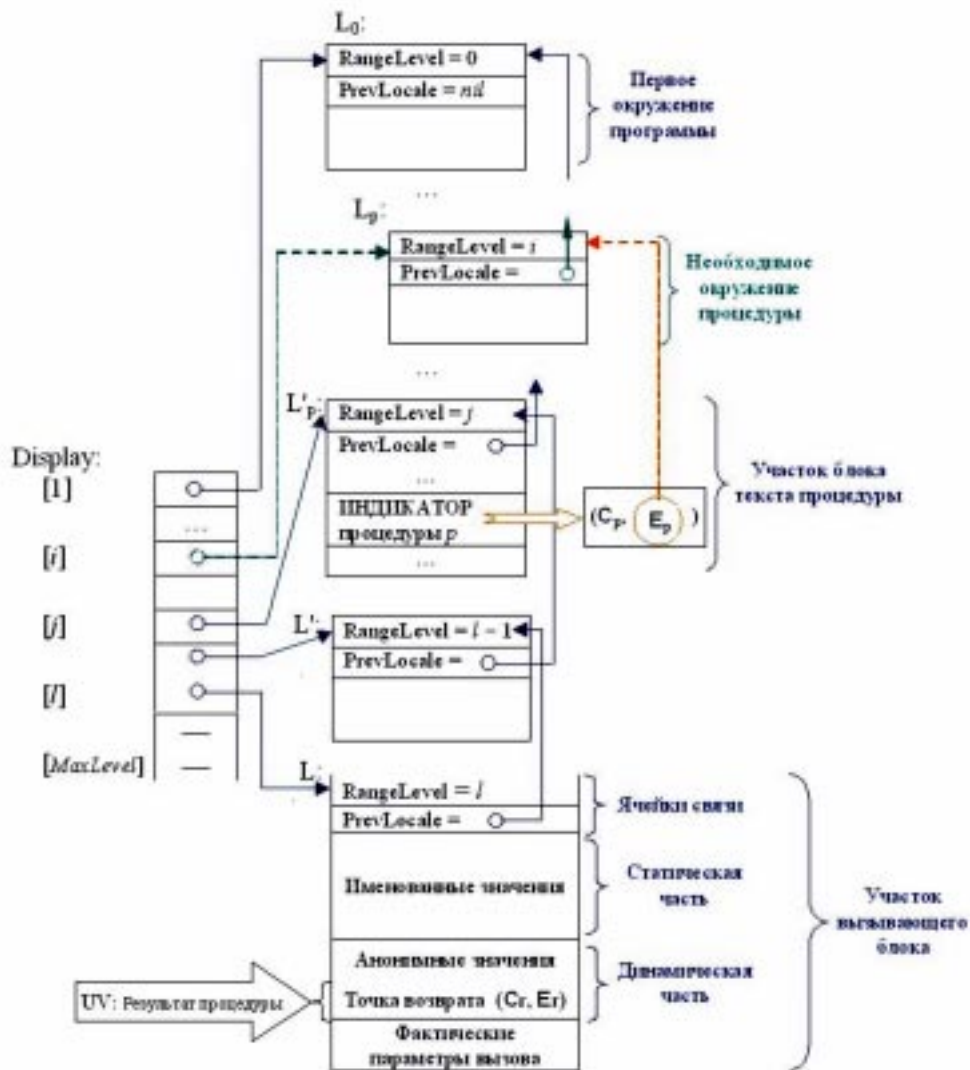 L0:
RangeLevel = 0
PrevLocale = nil
Первое
окружение
программы
...
Lp:
RangeLevel = i
PrevLocale =
Необходимое
окружение
процедуры
...
L'P:
RangeLevel = j
PrevLocale =
...
ИНДИКАТОР
процедуры p
...
(CP, Ep)
Участок блока
текста процедуры
Display:
[1]
...
[i]
[j]
[l]
[MaxLevel]
L':
RangeLevel = l - 1
PrevLocale =
L:
RangeLevel = l
PrevLocale =
Ячейки связи
Именованные значения
Статическая
часть
Анонимные значения
Точка возврата (Cr, Er)
Динамическая
часть
Фактические
параметры вызова
Участок
вызывающего
блока
UV: Результат процедуры